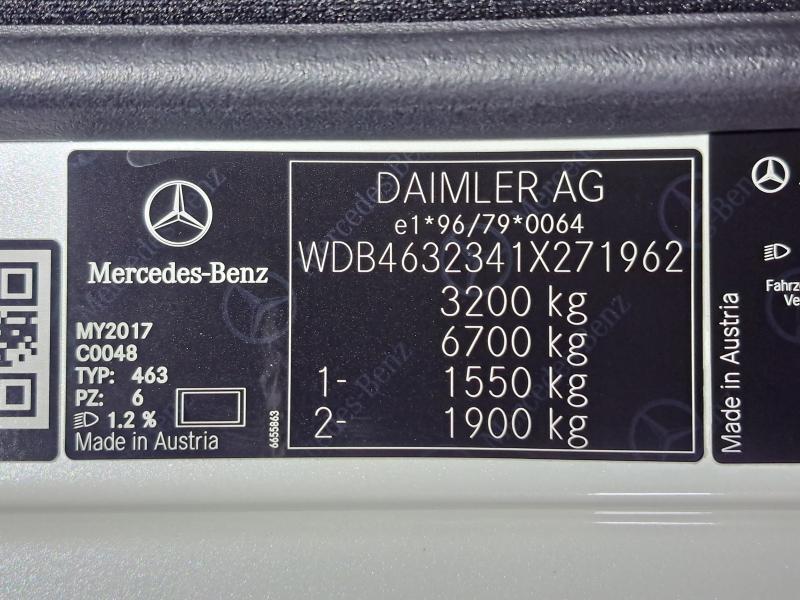 Mercedes-Benz
MY2017
C0048
TYP: 463
PZ: 6
1.2 %
Made in Austria
6655863
DAIMLER AG
e1*96/79*0064
WDB4632341X271962
3200 kg
6700 kg
1- 1550 kg
2- 1900 kg
Made in Austria